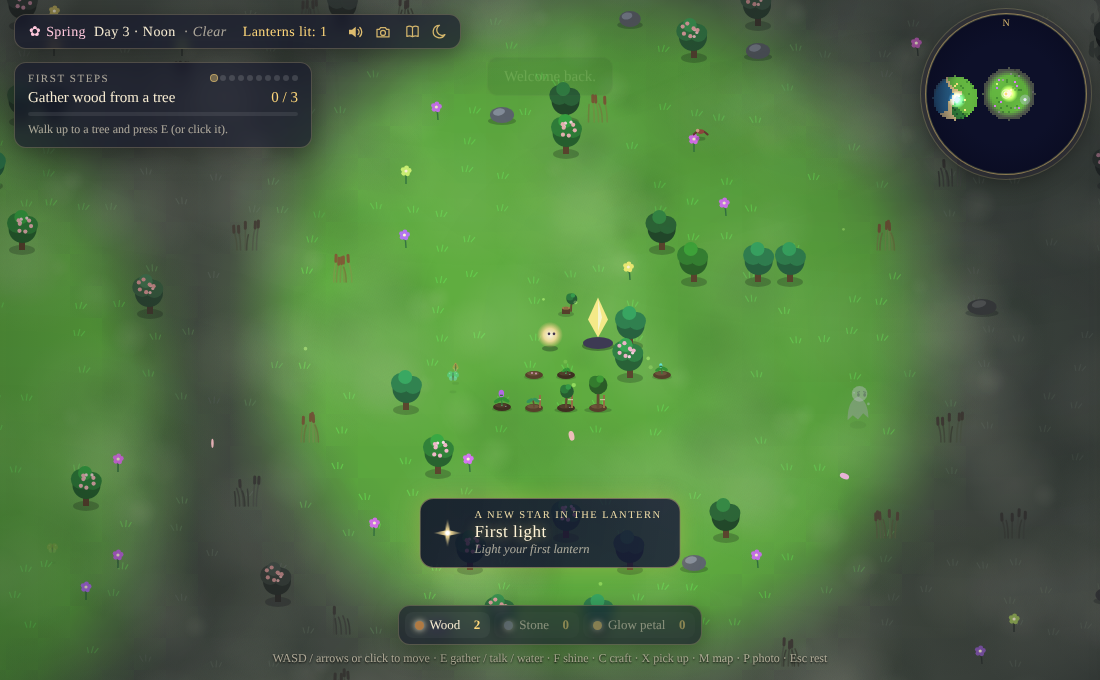 Spring Day 3 · Noon · Clear Lanterns lit: 1
N
FIRST STEPS
Gather wood from a tree 0 / 3
Walk up to a tree and press E (or click it).
Welcome back.
A NEW STAR IN THE LANTERN
First light
Light your first lantern
Wood 2 Stone 0 Glow petal 0
WASD / arrows or click to move · E gather / talk / water · F shine · C craft · X pick up · M map · P photo · Esc rest